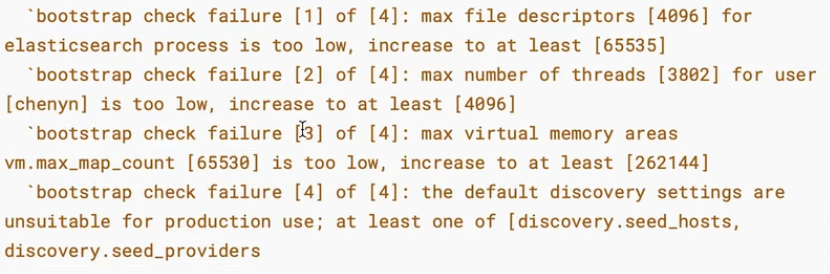 `bootstrap check failure [1] of [4]: max file descriptors [4096] for
elasticsearch process is too low, increase to at least [65535]
`bootstrap check failure [2] of [4]: max number of threads [3802] for user
[chenyn] is too low, increase to at least [4096]
`bootstrap check failure [3] of [4]: max virtual memory areas
vm.max_map_count [65530] is too low, increase to at least [262144]
`bootstrap check failure [4] of [4]: the default discovery settings are
unsuitable for production use; at least one of [discovery.seed_hosts,
discovery.seed_providers